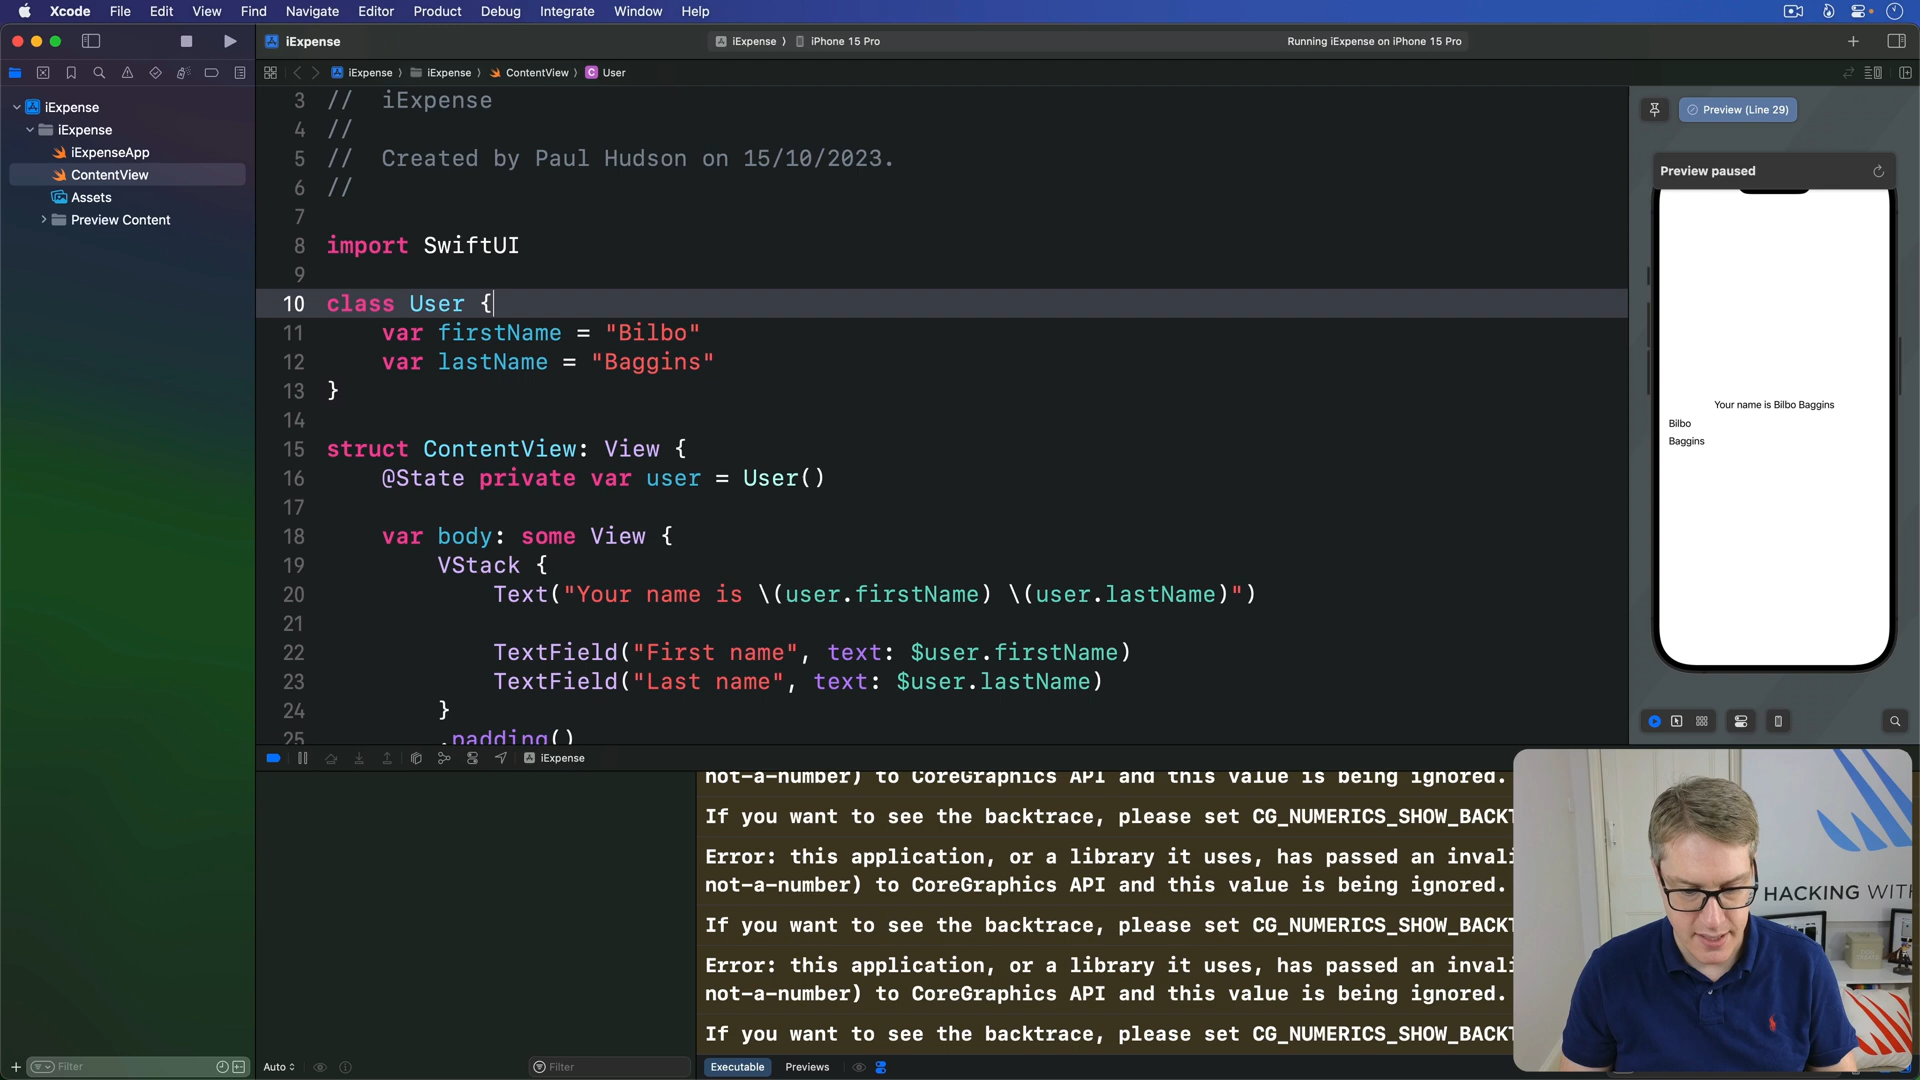 Xcode File Edit View Find Navigate Editor Product Debug Integrate Window Help
iExpense
iExpense 〉 iPhone 15 Pro
Running iExpense on iPhone 15 Pro
iExpense 〉 iExpense 〉 ContentView 〉 C User
iExpense
iExpense
iExpenseApp
ContentView
Assets
Preview Content
3 //  iExpense
4 //
5 //  Created by Paul Hudson on 15/10/2023.
6 //
7
8 import SwiftUI
9
10 class User {
11     var firstName = "Bilbo"
12     var lastName = "Baggins"
13 }
14
15 struct ContentView: View {
16     @State private var user = User()
17
18     var body: some View {
19         VStack {
20             Text("Your name is \(user.firstName) \(user.lastName)")
21
22             TextField("First name", text: $user.firstName)
23             TextField("Last name", text: $user.lastName)
24         }
25         .padding()
Preview (Line 29)
Preview paused
Your name is Bilbo Baggins
Bilbo
Baggins
iExpense
not-a-number) to CoreGraphics API and this value is being ignored.
If you want to see the backtrace, please set CG_NUMERICS_SHOW_BACKT
Error: this application, or a library it uses, has passed an invali
not-a-number) to CoreGraphics API and this value is being ignored.
If you want to see the backtrace, please set CG_NUMERICS_SHOW_BACKT
Error: this application, or a library it uses, has passed an invali
not-a-number) to CoreGraphics API and this value is being ignored.
If you want to see the backtrace, please set CG_NUMERICS_SHOW_BACKT
HACKING WITH
Filter
Auto
Filter
Executable Previews